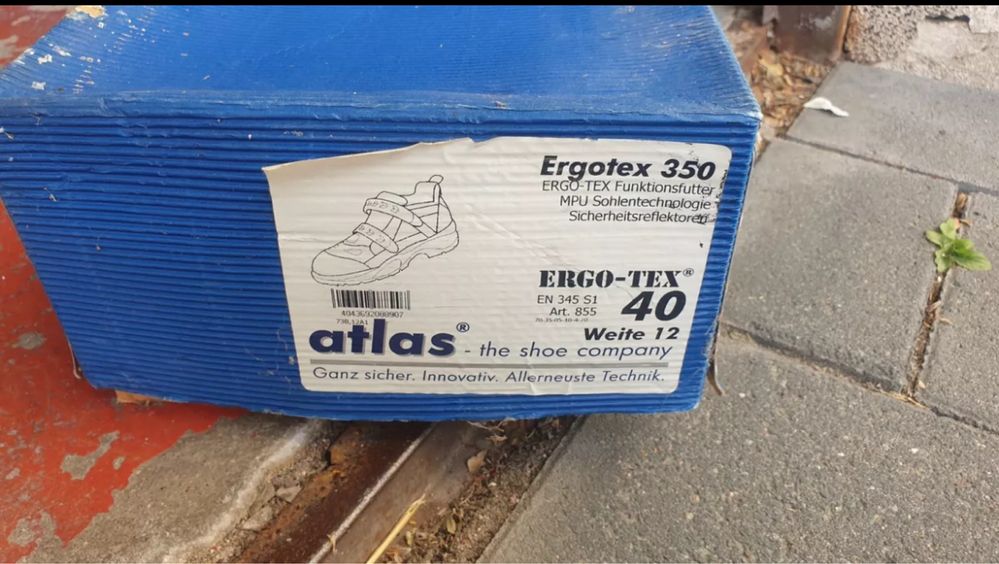 Ergotex 350
ERGO-TEX Funktionsfutter
MPU Sohlentechnologie
Sicherheitsreflektoren
ERGO-TEX®
EN 345 S1
40
Art. 855
Weite 12
atlas® - the shoe company
Ganz sicher. Innovativ. Allerneuste Technik.